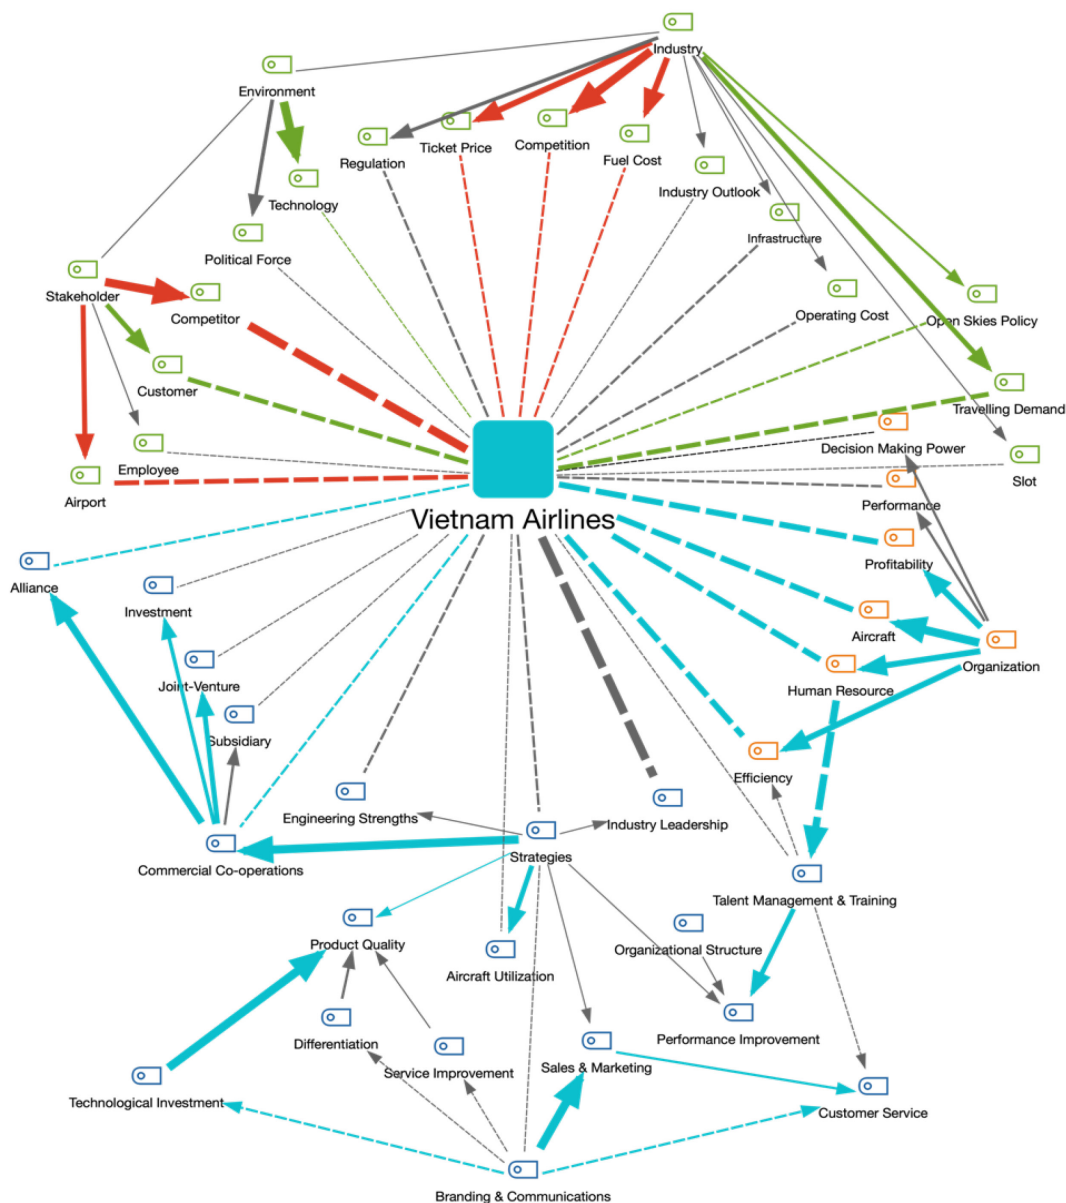 Industry
Environment
Ticket Price
Competition
Regulation
Fuel Cost
Industry Outlook
Technology
Infrastructure
Political Force
Stakeholder
Competitor
Operating Cost
Open Skies Policy
Customer
Travelling Demand
Decision Making Power
Employee
Airport
Slot
Performance
Vietnam Airlines
Profitability
Alliance
Investment
Aircraft
Organization
Joint-Venture
Human Resource
Subsidiary
Efficiency
Engineering Strengths
Industry Leadership
Strategies
Commercial Co-operations
Talent Management & Training
Product Quality
Organizational Structure
Aircraft Utilization
Performance Improvement
Differentiation
Sales & Marketing
Service Improvement
Technological Investment
Customer Service
Branding & Communications